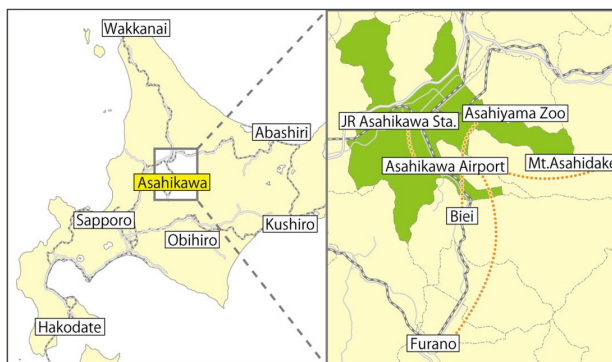 Wakkanai
Abashiri
Asahikawa
Sapporo
Kushiro
Obihiro
Hakodate
JR Asahikawa Sta.
Asahiyama Zoo
Asahikawa Airport
Mt.Asahidake
Biei
Furano